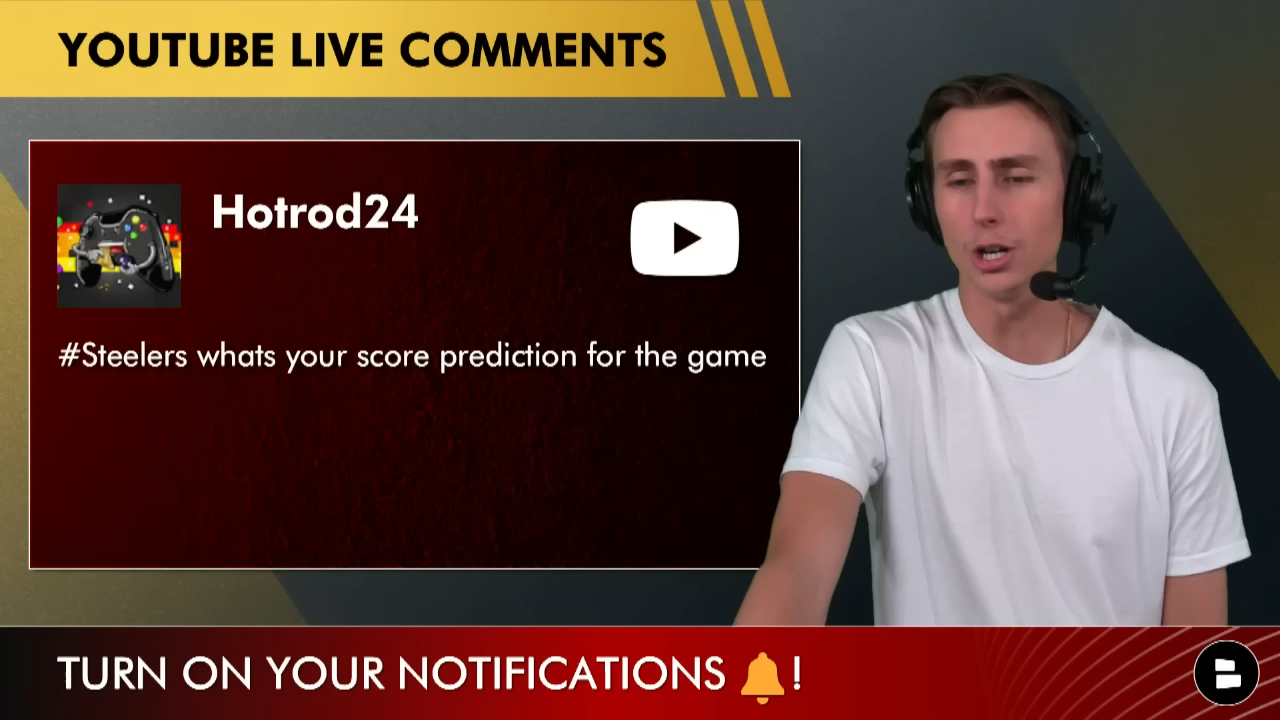 YOUTUBE LIVE COMMENTS
Hotrod24
#Steelers whats your score prediction for the game
TURN ON YOUR NOTIFICATIONS 🔔!